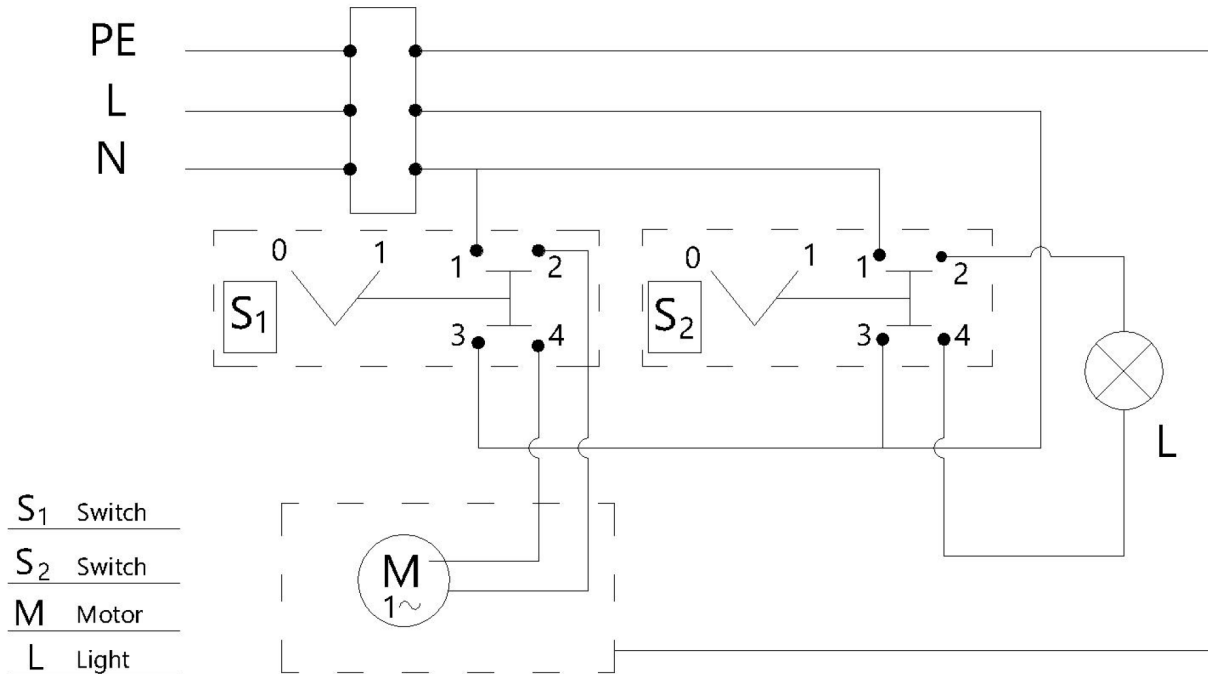 PE
L
N
0 1 1 2
S₁
3 4
0 1 1 2
S₂
3 4
L
M
1~
S₁ Switch
S₂ Switch
M Motor
L Light